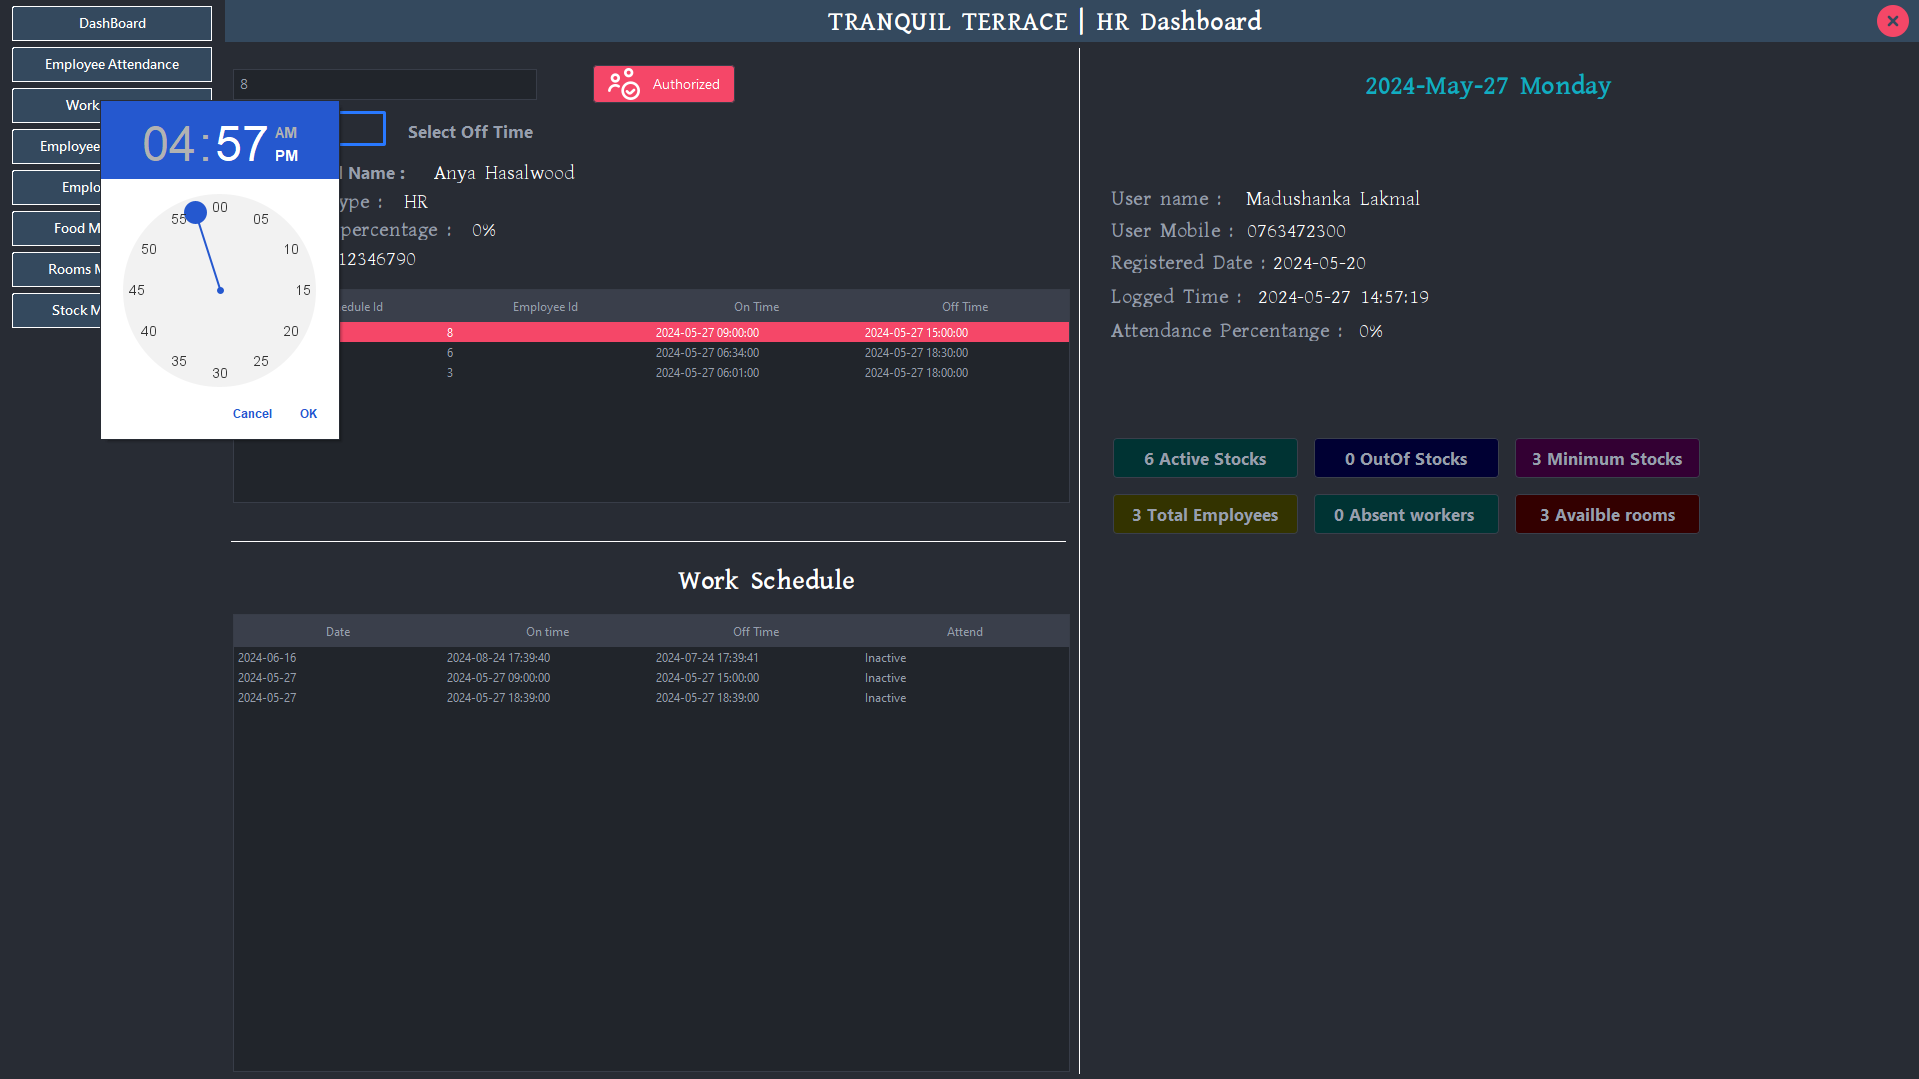 DashBoard
TRANQUIL TERRACE | HR Dashboard
Employee Attendance
8
Authorized
2024-May-27 Monday
Work
04:57
AM
PM
Select Off Time
Employee
Name :
Anya Hasalwood
Emplo
ype :
HR
User name :
Madushanka Lakmal
Food M
percentage :
0%
User Mobile :
0763472300
12346790
Registered Date :
2024-05-20
Rooms M
Stock M
Logged Time :
2024-05-27 14:57:19
Attendance Percentange :
0%
00
05
10
15
20
25
30
35
40
45
50
55
Cancel
OK
edule Id
Employee Id
On Time
Off Time
8 2024-05-27 09:00:00 2024-05-27 15:00:00
6 2024-05-27 06:34:00 2024-05-27 18:30:00
3 2024-05-27 06:01:00 2024-05-27 18:00:00
6 Active Stocks
0 OutOf Stocks
3 Minimum Stocks
3 Total Employees
0 Absent workers
3 Availble rooms
Work Schedule
Date
On time
Off Time
Attend
2024-06-16 2024-08-24 17:39:40 2024-07-24 17:39:41 Inactive
2024-05-27 2024-05-27 09:00:00 2024-05-27 15:00:00 Inactive
2024-05-27 2024-05-27 18:39:00 2024-05-27 18:39:00 Inactive